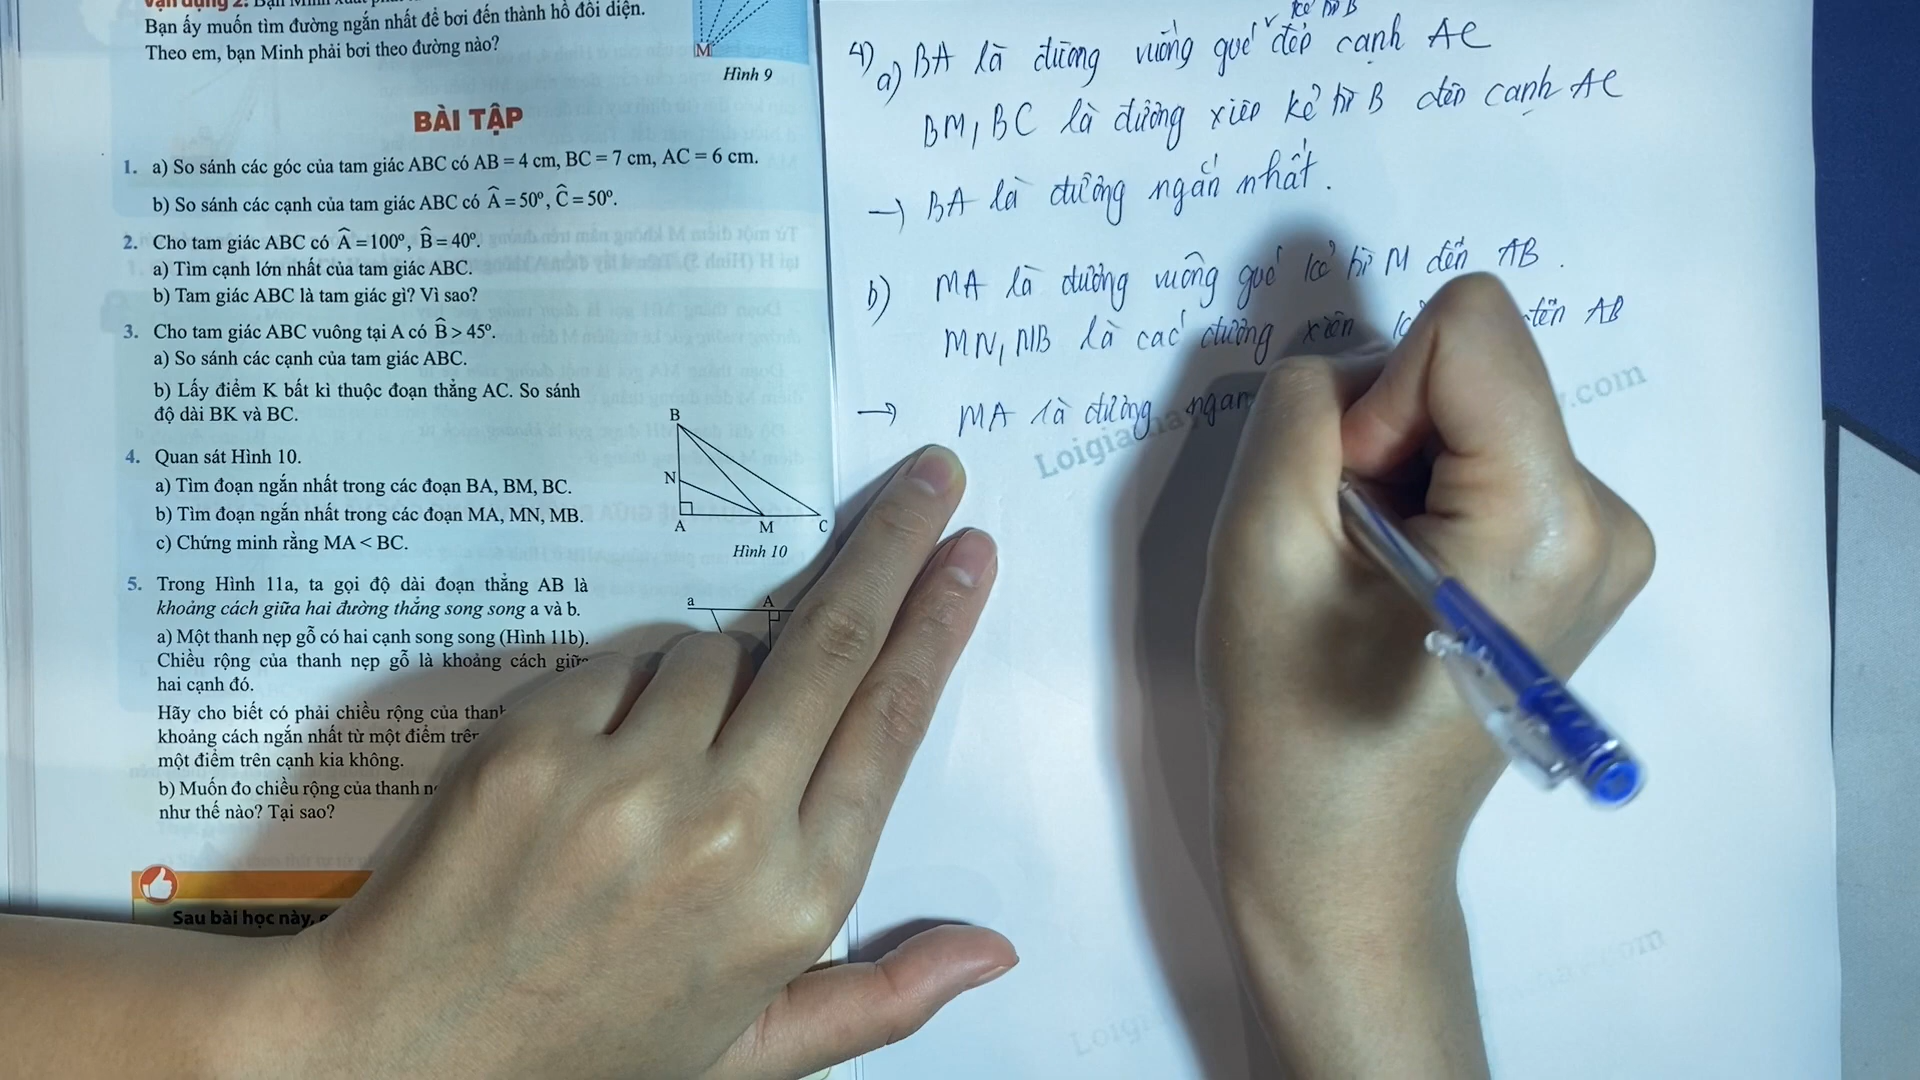 Vận dụng 2. Bạn Minh xuất
Bạn ấy muốn tìm đường ngắn nhất để bơi đến thành hồ đối diện.
Theo em, bạn Minh phải bơi theo đường nào?
M
Hình 9
BÀI TẬP
1. a) So sánh các góc của tam giác ABC có AB = 4 cm, BC = 7 cm, AC = 6 cm.
b) So sánh các cạnh của tam giác ABC có Â = 50°, Ĉ = 50°.
2. Cho tam giác ABC có Â = 100°, B̂ = 40°.
a) Tìm cạnh lớn nhất của tam giác ABC.
b) Tam giác ABC là tam giác gì? Vì sao?
3. Cho tam giác ABC vuông tại A có B̂ > 45°.
a) So sánh các cạnh của tam giác ABC.
b) Lấy điểm K bất kì thuộc đoạn thẳng AC. So sánh
độ dài BK và BC.
4. Quan sát Hình 10.
a) Tìm đoạn ngắn nhất trong các đoạn BA, BM, BC.
b) Tìm đoạn ngắn nhất trong các đoạn MA, MN, MB.
c) Chứng minh rằng MA < BC.
B
N
A M C
Hình 10
5. Trong Hình 11a, ta gọi độ dài đoạn thẳng AB là
khoảng cách giữa hai đường thẳng song song a và b.
a) Một thanh nẹp gỗ có hai cạnh song song (Hình 11b).
Chiều rộng của thanh nẹp gỗ là khoảng cách giữa
hai cạnh đó.
Hãy cho biết có phải chiều rộng của thanh
khoảng cách ngắn nhất từ một điểm trên
một điểm trên cạnh kia không.
b) Muốn đo chiều rộng của thanh
như thế nào? Tại sao?
a A
Sau bài học này,
kẻ từ B
4) a) BA là đường vuông góc đến cạnh AC
BM, BC là đường xiên kẻ từ B đến cạnh AC
→ BA là đường ngắn nhất.
b) MA là đường vuông góc kẻ từ M đến AB.
MN, MB là các đường xiên đến AB
→ MA là đường ngắn
Loigiaihay.com